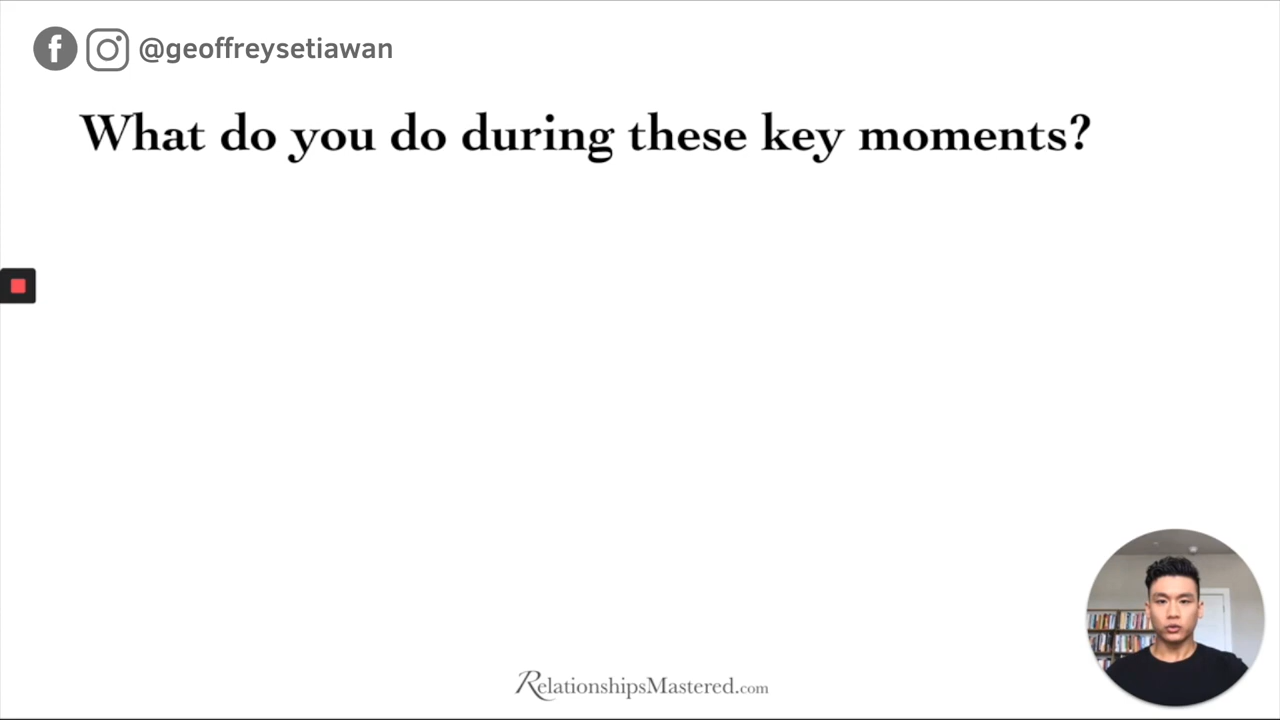 @geoffreysetiawan
What do you do during these key moments?
RelationshipsMastered.com